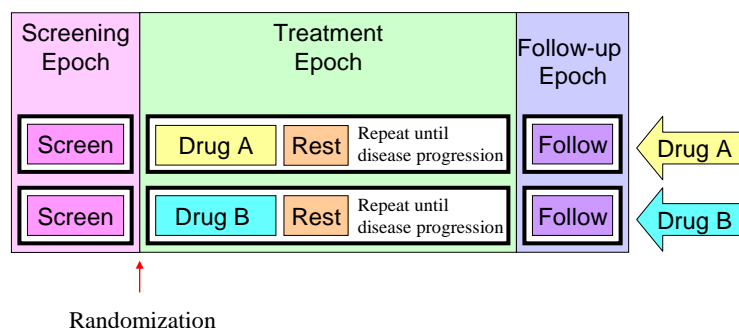 Screening
Epoch
Treatment
Epoch
Follow-up
Epoch
Screen
Drug A
Rest
Repeat until
disease progression
Follow
Drug A
Screen
Drug B
Rest
Repeat until
disease progression
Follow
Drug B
Randomization